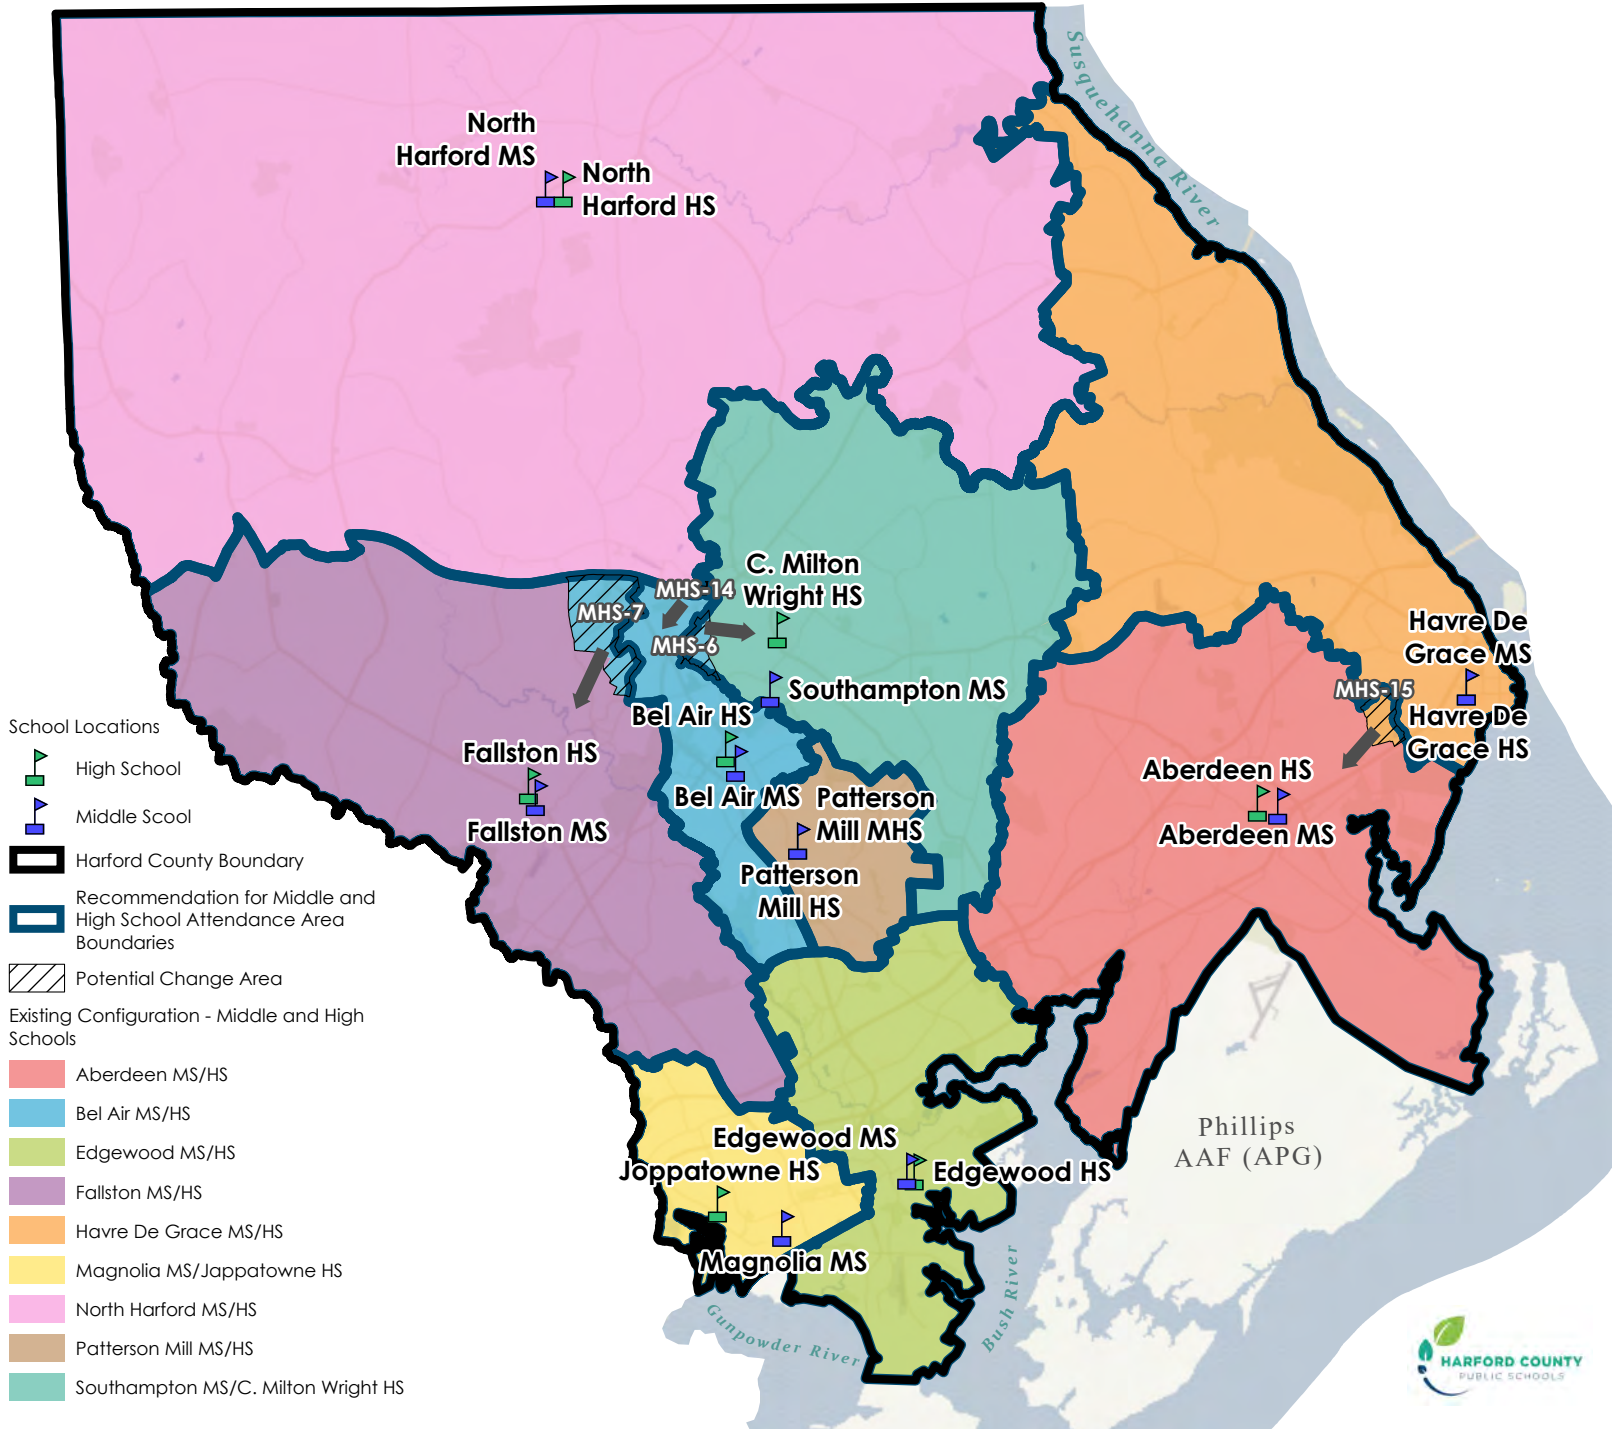 Susquehanna River
North
Harford MS
North
Harford HS
C. Milton
Wright HS
MHS-14
MHS-7
MHS-6
Havre De
Grace MS
MHS-15
Southampton MS
Bel Air HS
Havre De
Grace HS
School Locations
High School
Middle Scool
Harford County Boundary
Recommendation for Middle and
High School Attendance Area
Boundaries
Potential Change Area
Existing Configuration - Middle and High
Schools
Aberdeen MS/HS
Bel Air MS/HS
Edgewood MS/HS
Fallston MS/HS
Havre De Grace MS/HS
Magnolia MS/Jappatowne HS
North Harford MS/HS
Patterson Mill MS/HS
Southampton MS/C. Milton Wright HS
Fallston HS
Fallston MS
Bel Air MS
Patterson
Mill MHS
Patterson
Mill HS
Aberdeen HS
Aberdeen MS
Edgewood MS
Joppatowne HS
Edgewood HS
Magnolia MS
Phillips
AAF (APG)
Gunpowder River
Bush River
HARFORD COUNTY
PUBLIC SCHOOLS